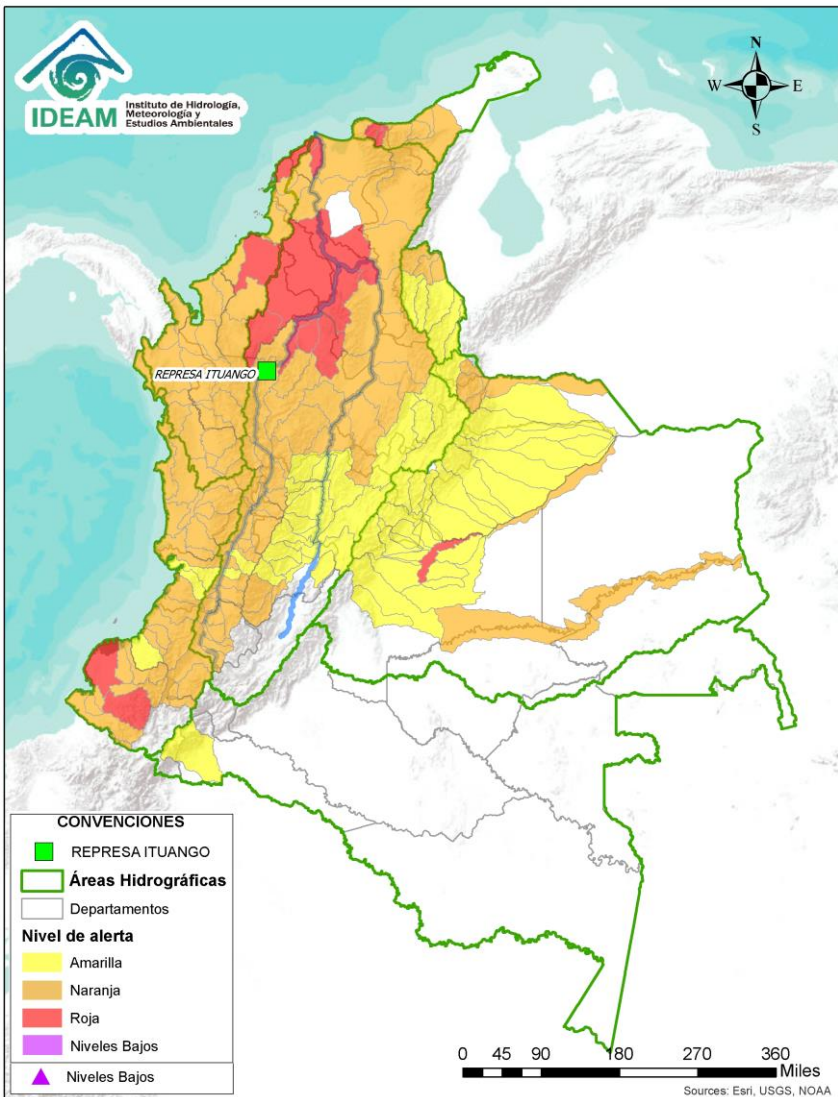 IDEAM
Instituto de Hidrología,
Meteorología y
Estudios Ambientales
N
W
E
S
REPRESA ITUANGO
CONVENCIONES
REPRESA ITUANGO
Áreas Hidrográficas
Departamentos
Nivel de alerta
Amarilla
Naranja
Roja
Niveles Bajos
Niveles Bajos
0 45 90 180 270 360
Miles
Sources: Esri, USGS, NOAA